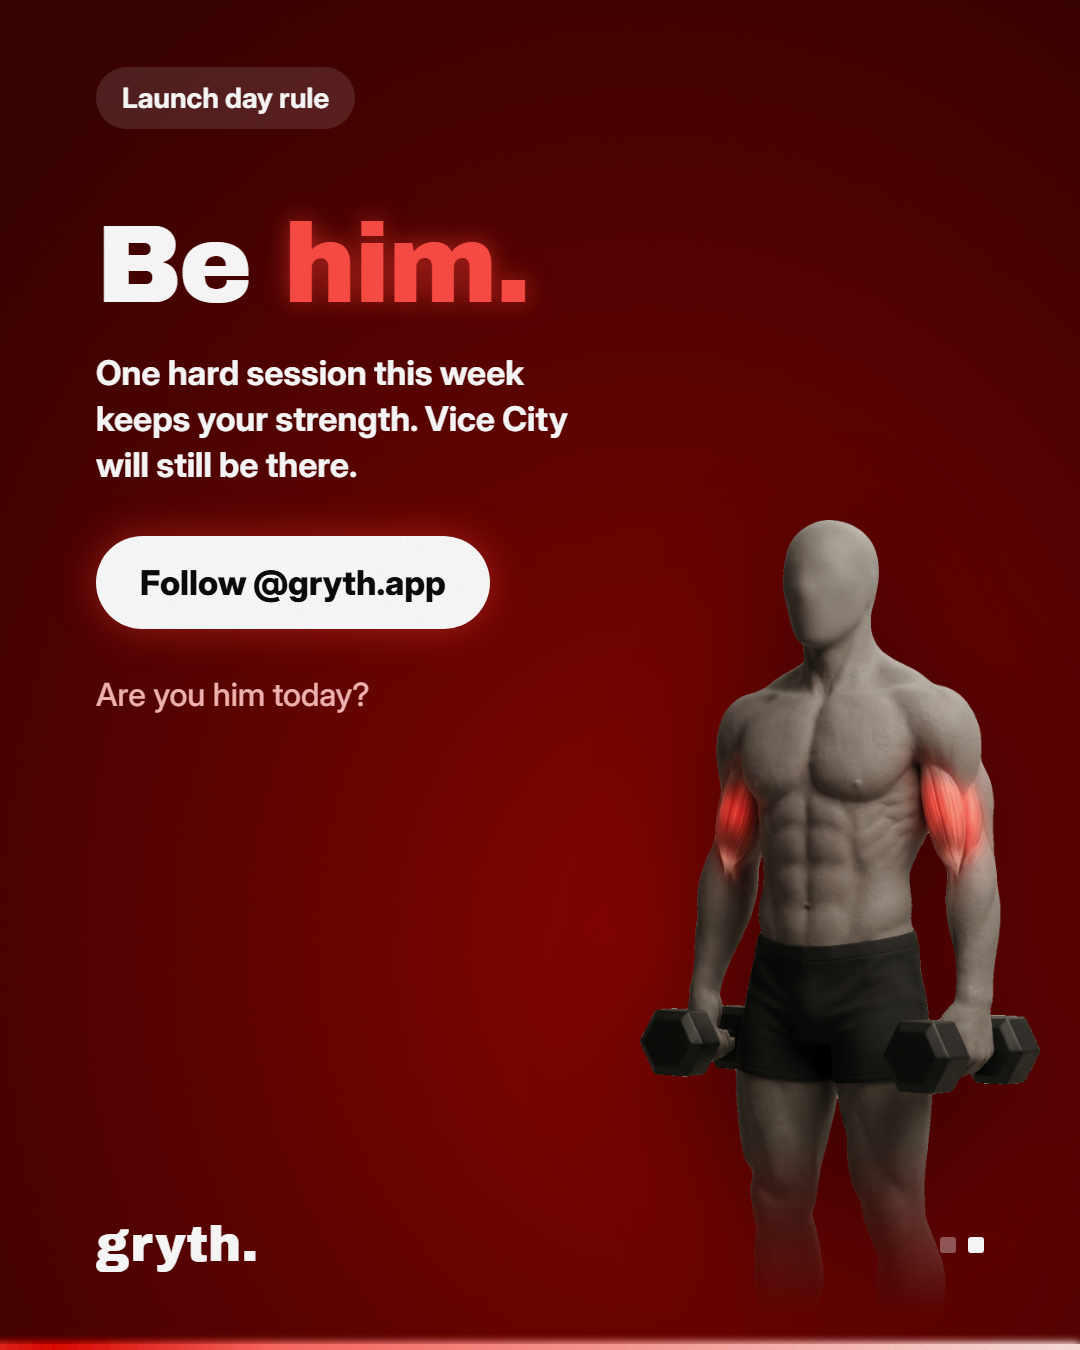 Launch day rule
Be him.
One hard session this week
keeps your strength. Vice City
will still be there.
Follow @gryth.app
Are you him today?
gryth.